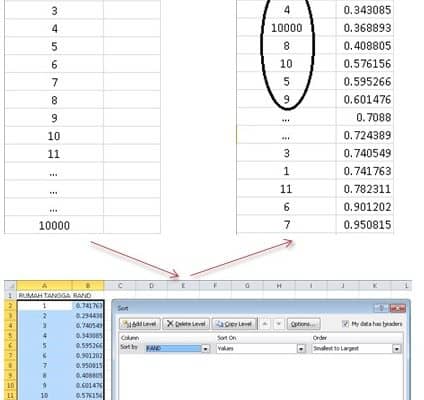 3
4
5
6
7
8
9
10
11
...
...
...
10000
4 0.343085
10000 0.368893
8 0.408805
10 0.576156
5 0.595266
9 0.601476
... 0.7088
... 0.724389
3 0.740549
1 0.741763
11 0.782311
6 0.901202
7 0.950815
A B C D E F G H I J K L
1 RUMAH TANGGA RAND
2 1 0.741763
3 2 0.294438
4 3 0.740549
5 4 0.343085
6 5 0.595266
7 6 0.901202
8 7 0.950815
9 8 0.408805
10 9 0.601476
11 10 0.576156
Sort
Add Level Delete Level Copy Level Options... My data has headers
Column Sort On Order
Sort by RAND Values Smallest to Largest